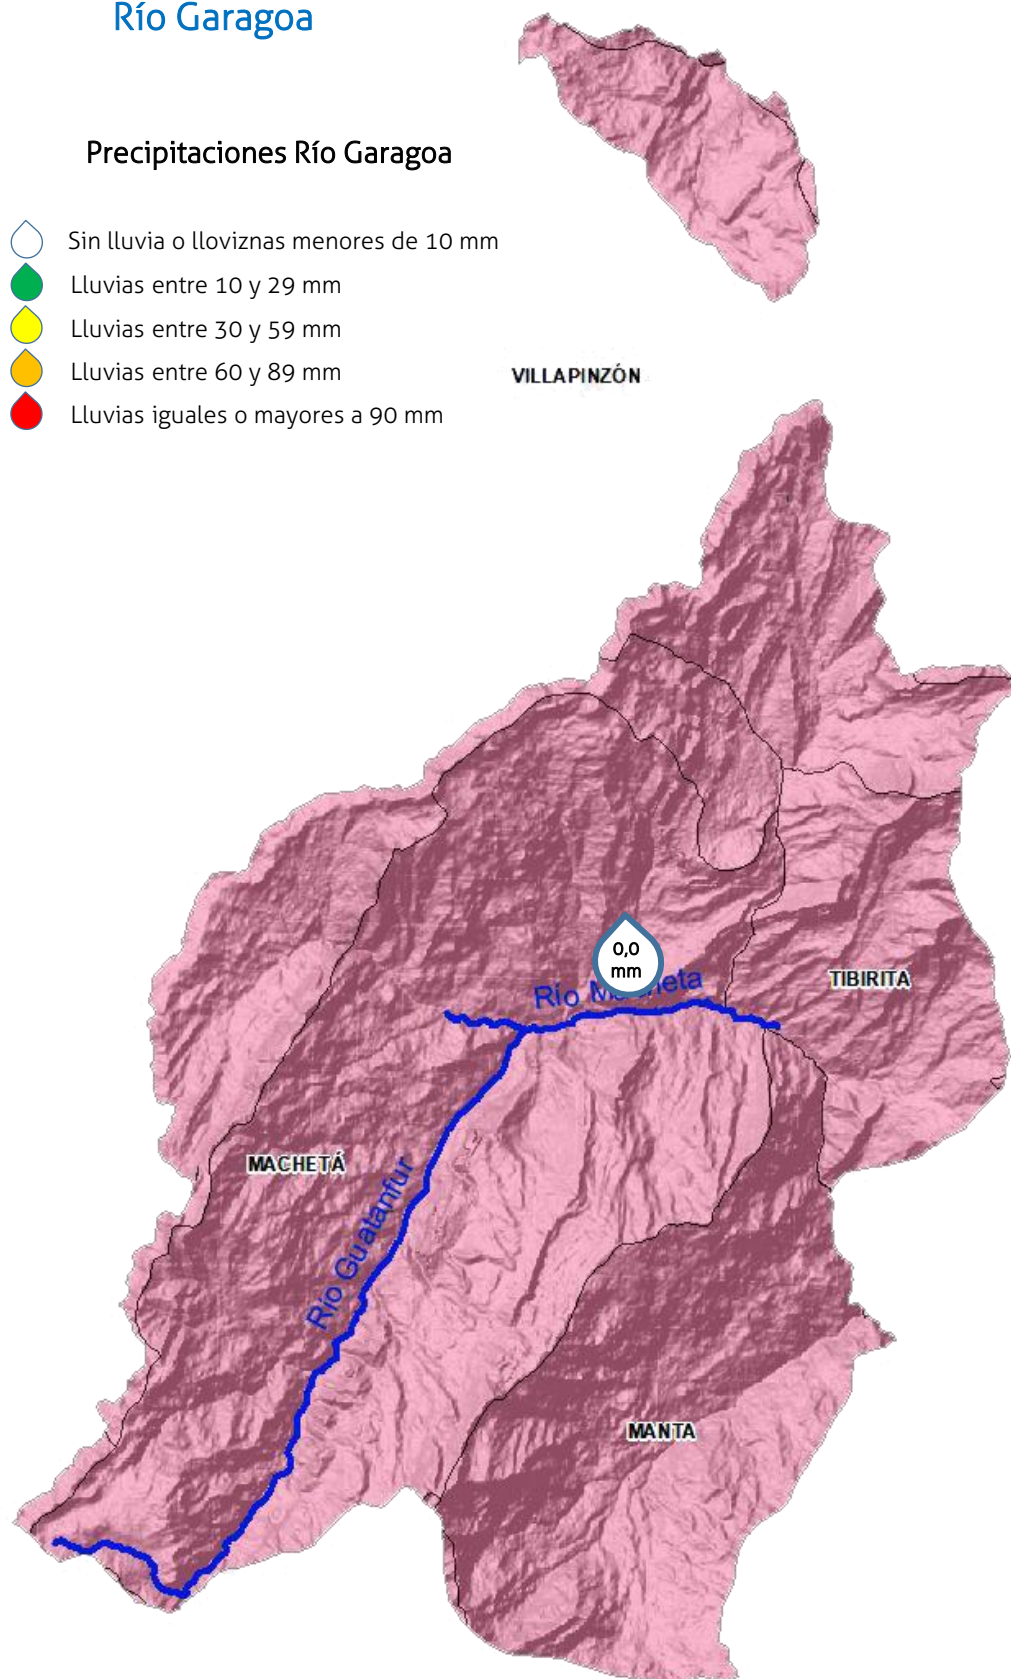 Río Garagoa
Precipitaciones Río Garagoa
Sin lluvia o lloviznas menores de 10 mm
Lluvias entre 10 y 29 mm
Lluvias entre 30 y 59 mm
Lluvias entre 60 y 89 mm
Lluvias iguales o mayores a 90 mm
VILLAPINZÓN
0,0
mm
Río
TIBIRITA
MACHETÁ
Río Guatanfur
MANTA